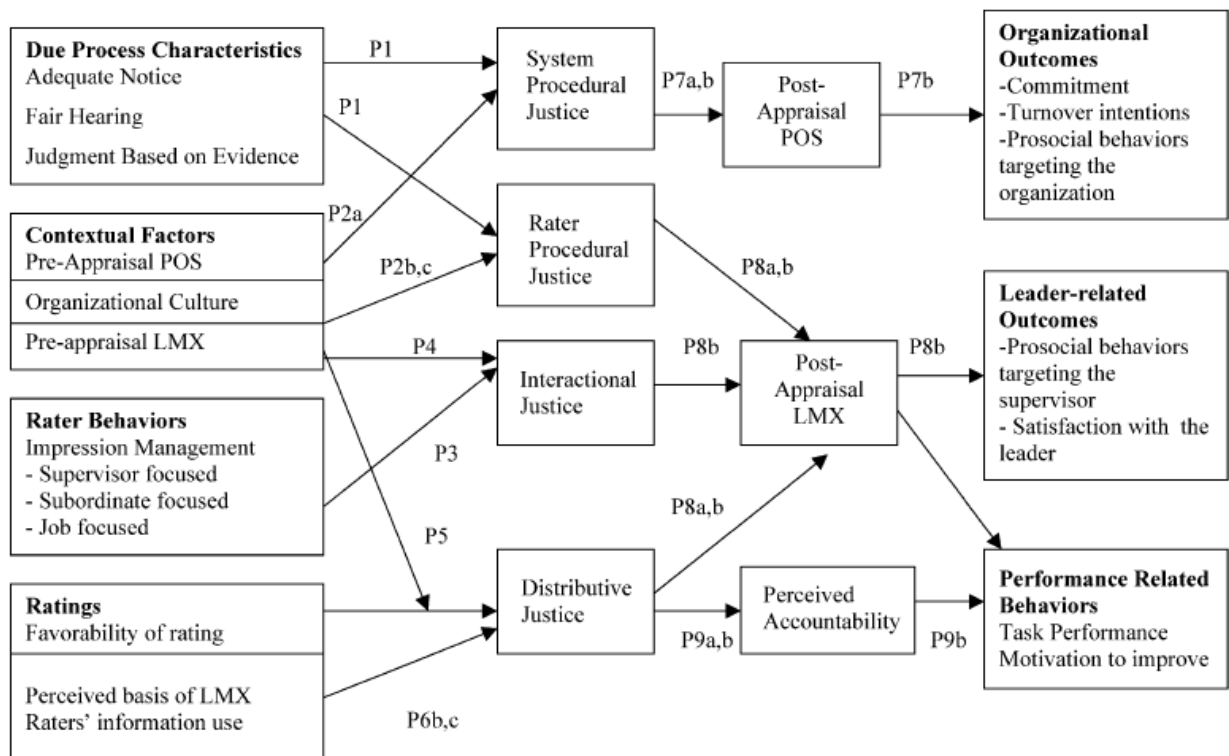 Due Process Characteristics
Adequate Notice
Fair Hearing
Judgment Based on Evidence
Contextual Factors
Pre-Appraisal POS
Organizational Culture
Pre-appraisal LMX
Rater Behaviors
Impression Management
- Supervisor focused
- Subordinate focused
- Job focused
Ratings
Favorability of rating
Perceived basis of LMX
Raters' information use
P1
P1
P2a
P2b,c
P4
P3
P5
P6b,c
System
Procedural
Justice
Rater
Procedural
Justice
Interactional
Justice
Distributive
Justice
P7a,b
P8a,b
P8b
P8a,b
P9a,b
Post-
Appraisal
POS
Post-
Appraisal
LMX
Perceived
Accountability
P7b
P8b
P9b
Organizational
Outcomes
-Commitment
-Turnover intentions
-Prosocial behaviors
targeting the
organization
Leader-related
Outcomes
-Prosocial behaviors
targeting the
supervisor
- Satisfaction with the
leader
Performance Related
Behaviors
Task Performance
Motivation to improve